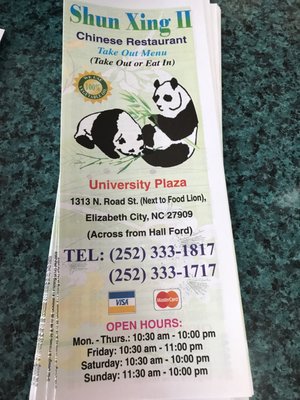 Shun Xing II
Chinese Restaurant
Take Out Menu
(Take Out or Eat In)
100%
University Plaza
1313 N. Road St. (Next to Food Lion),
Elizabeth City, NC 27909
(Across from Hall Ford)
TEL: (252) 333-1817
(252) 333-1717
VISA MasterCard
OPEN HOURS:
Mon. - Thurs.: 10:30 am - 10:00 pm
Friday: 10:30 am - 11:00 pm
Saturday: 10:30 am - 10:00 pm
Sunday: 11:30 am - 10:00 pm